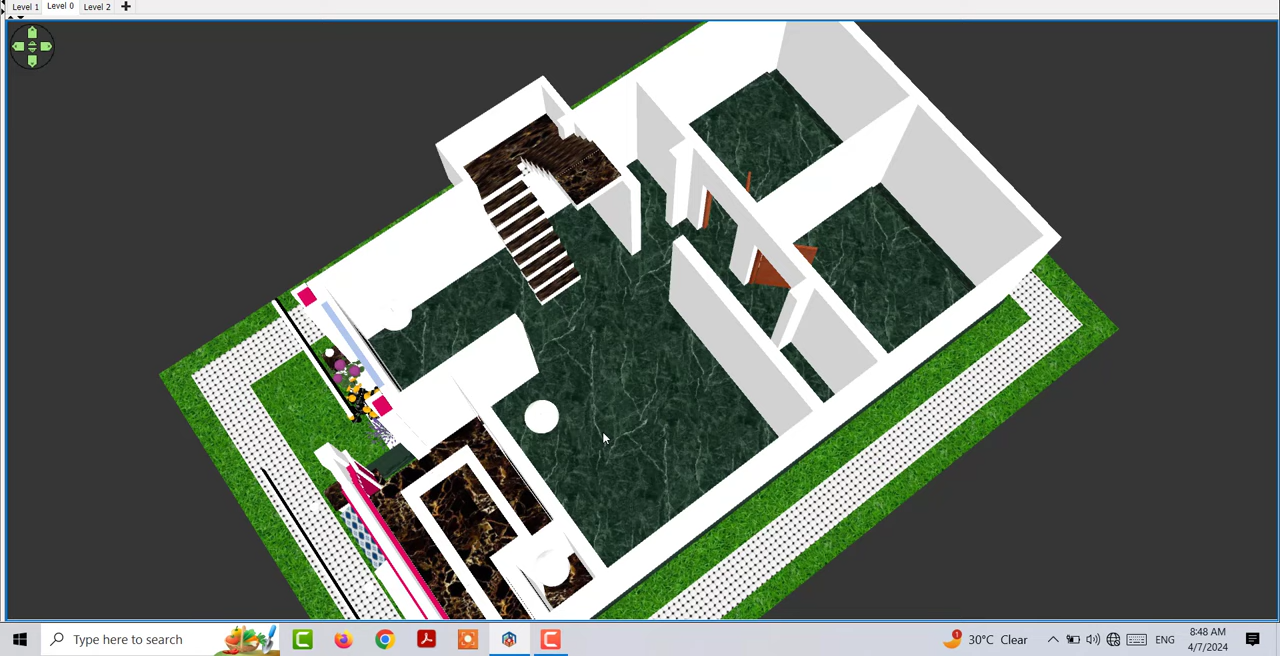 Level 1 Level 0 Level 2
Type here to search
30°C Clear
ENG
8:48 AM
4/7/2024